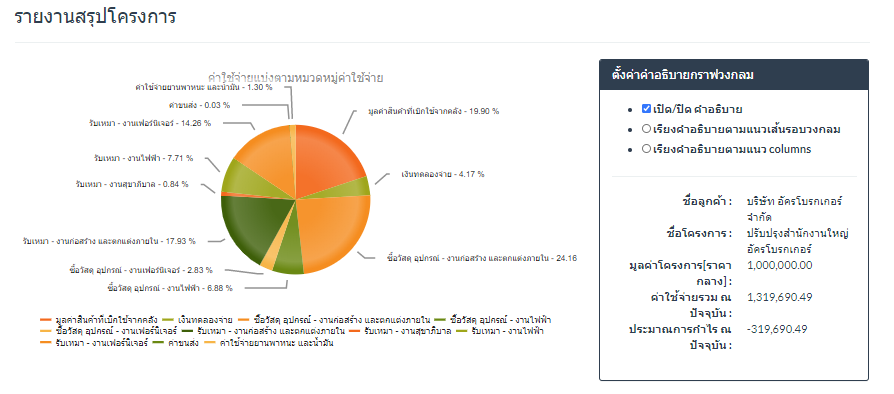 รายงานสรุปโครงการ
ค่าใช้จ่ายแบ่งตามหมวดหมู่ค่าใช้จ่าย
ค่าใช้จ่ายยานพาหนะ และน้ำมัน - 1.30 %
ค่าขนส่ง - 0.03 %
รับเหมา - งานเฟอร์นิเจอร์ - 14.26 %
มูลค่าสินค้าที่เบิกใช้จากคลัง - 19.90 %
รับเหมา - งานไฟฟ้า - 7.71 %
เงินทดลองจ่าย - 4.17 %
รับเหมา - งานสุขาภิบาล - 0.84 %
รับเหมา - งานก่อสร้าง และตกแต่งภายใน - 17.93 %
ซื้อวัสดุ อุปกรณ์ - งานก่อสร้าง และตกแต่งภายใน - 24.16
ซื้อวัสดุ อุปกรณ์ - งานเฟอร์นิเจอร์ - 2.83 %
ซื้อวัสดุ อุปกรณ์ - งานไฟฟ้า - 6.88 %
มูลค่าสินค้าที่เบิกใช้จากคลัง เงินทดลองจ่าย ซื้อวัสดุ อุปกรณ์ - งานก่อสร้าง และตกแต่งภายใน ซื้อวัสดุ อุปกรณ์ - งานไฟฟ้า
ซื้อวัสดุ อุปกรณ์ - งานเฟอร์นิเจอร์ รับเหมา - งานก่อสร้าง และตกแต่งภายใน รับเหมา - งานสุขาภิบาล รับเหมา - งานไฟฟ้า
รับเหมา - งานเฟอร์นิเจอร์ ค่าขนส่ง ค่าใช้จ่ายยานพาหนะ และน้ำมัน
ตั้งค่าคำอธิบายกราฟวงกลม
เปิด/ปิด คำอธิบาย
เรียงคำอธิบายตามแนวเส้นรอบวงกลม
เรียงคำอธิบายตามแนว columns
ชื่อลูกค้า : บริษัท อัครโบรกเกอร์
จำกัด
ชื่อโครงการ : ปรับปรุงสำนักงานใหญ่
อัครโบรกเกอร์
มูลค่าโครงการ[ราคา 1,000,000.00
กลาง] :
ค่าใช้จ่ายรวม ณ 1,319,690.49
ปัจจุบัน :
ประมาณการกำไร ณ -319,690.49
ปัจจุบัน :